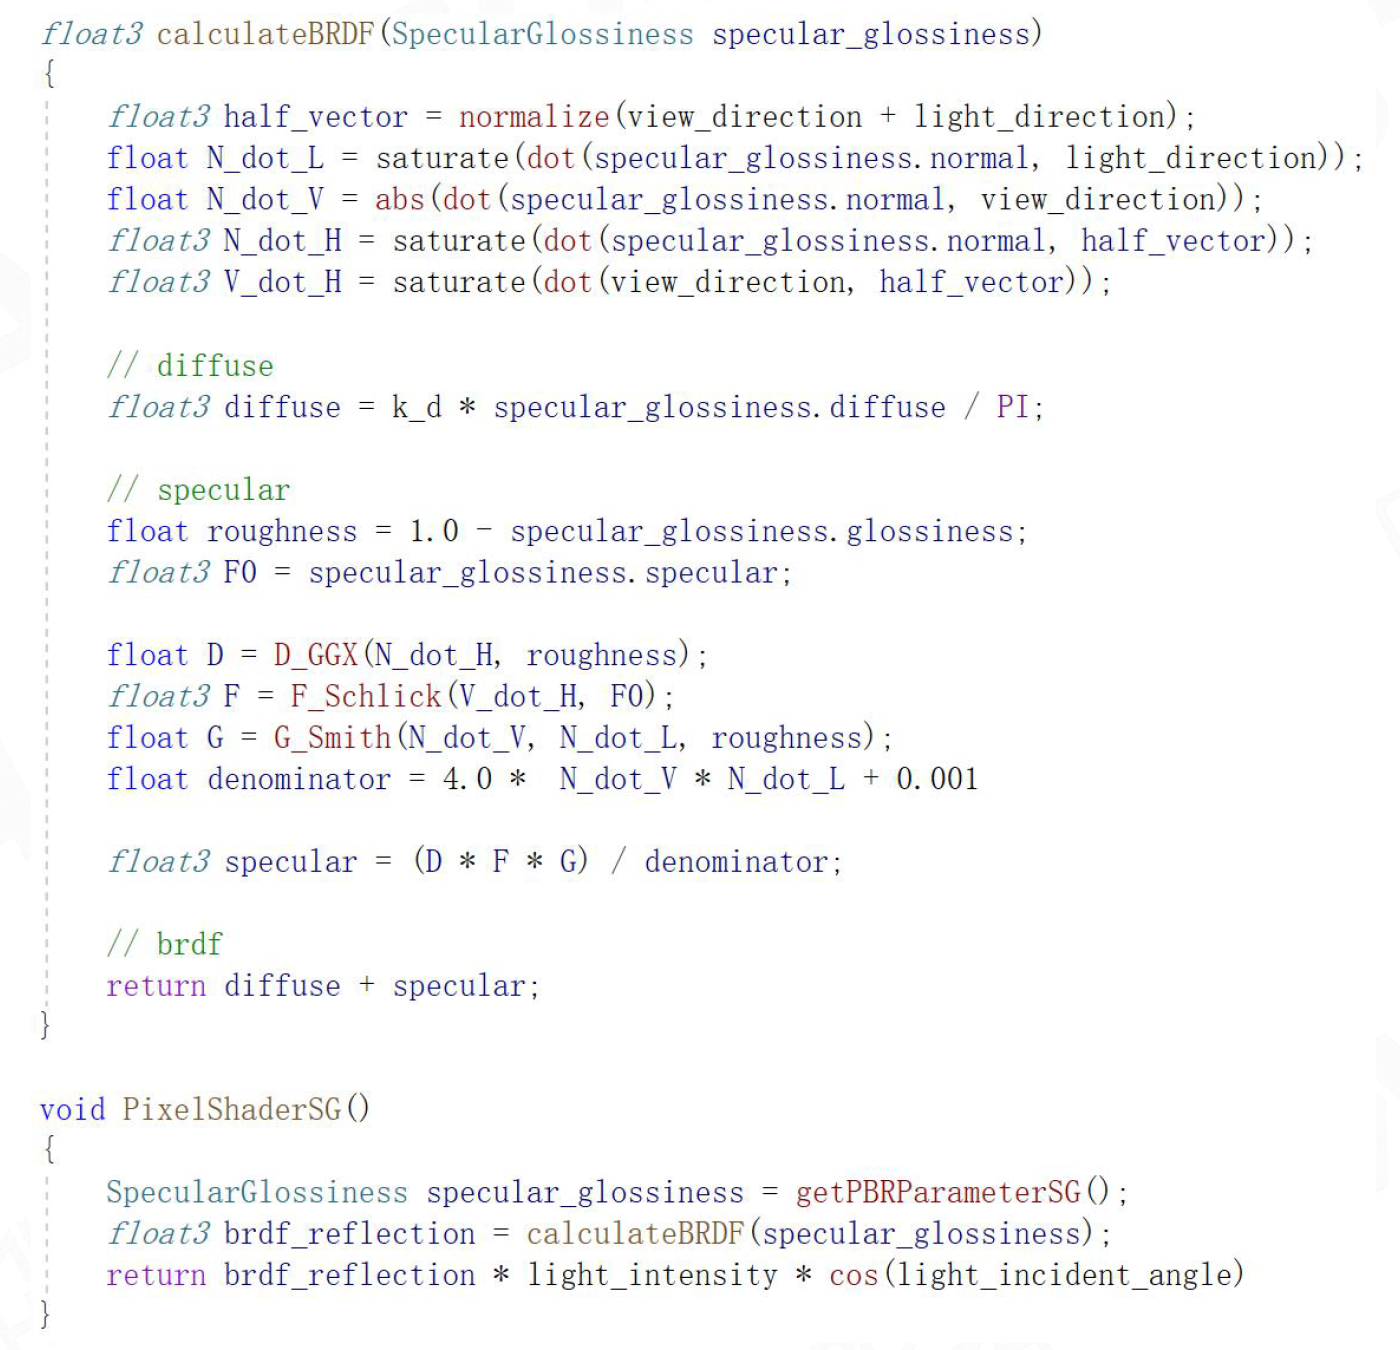 float3 calculateBRDF(SpecularGlossiness specular_glossiness)
{
float3 half_vector = normalize(view_direction + light_direction);
float N_dot_L = saturate(dot(specular_glossiness.normal, light_direction));
float N_dot_V = abs(dot(specular_glossiness.normal, view_direction));
float3 N_dot_H = saturate(dot(specular_glossiness.normal, half_vector));
float3 V_dot_H = saturate(dot(view_direction, half_vector));
// diffuse
float3 diffuse = k_d * specular_glossiness.diffuse / PI;
// specular
float roughness = 1.0 - specular_glossiness.glossiness;
float3 F0 = specular_glossiness.specular;
float D = D_GGX(N_dot_H, roughness);
float3 F = F_Schlick(V_dot_H, F0);
float G = G_Smith(N_dot_V, N_dot_L, roughness);
float denominator = 4.0 *  N_dot_V * N_dot_L + 0.001
float3 specular = (D * F * G) / denominator;
// brdf
return diffuse + specular;
}
void PixelShaderSG()
{
SpecularGlossiness specular_glossiness = getPBRParameterSG();
float3 brdf_reflection = calculateBRDF(specular_glossiness);
return brdf_reflection * light_intensity * cos(light_incident_angle)
}